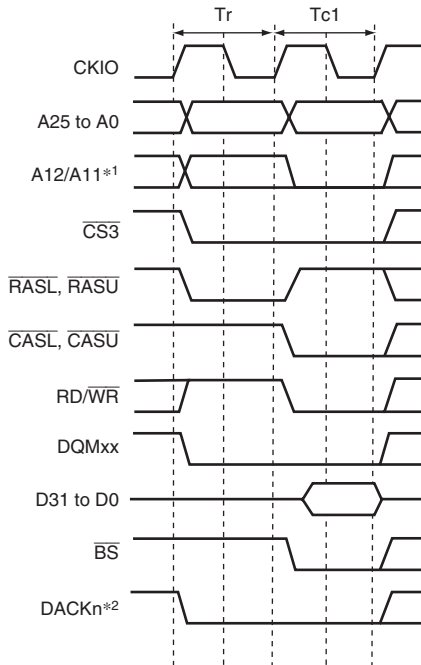 Tr Tc1
CKIO
A25 to A0
A12/A11*1
CS3
RASL, RASU
CASL, CASU
RD/WR
DQMxx
D31 to D0
BS
DACKn*2